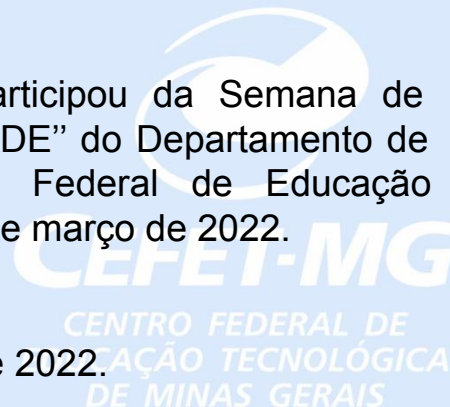 articipou da Semana de
DE” do Departamento de
Federal de Educação
e março de 2022.
CEFET-MG
CENTRO FEDERAL DE
e 2022.
EDUCAÇÃO TECNOLÓGICA
DE MINAS GERAIS